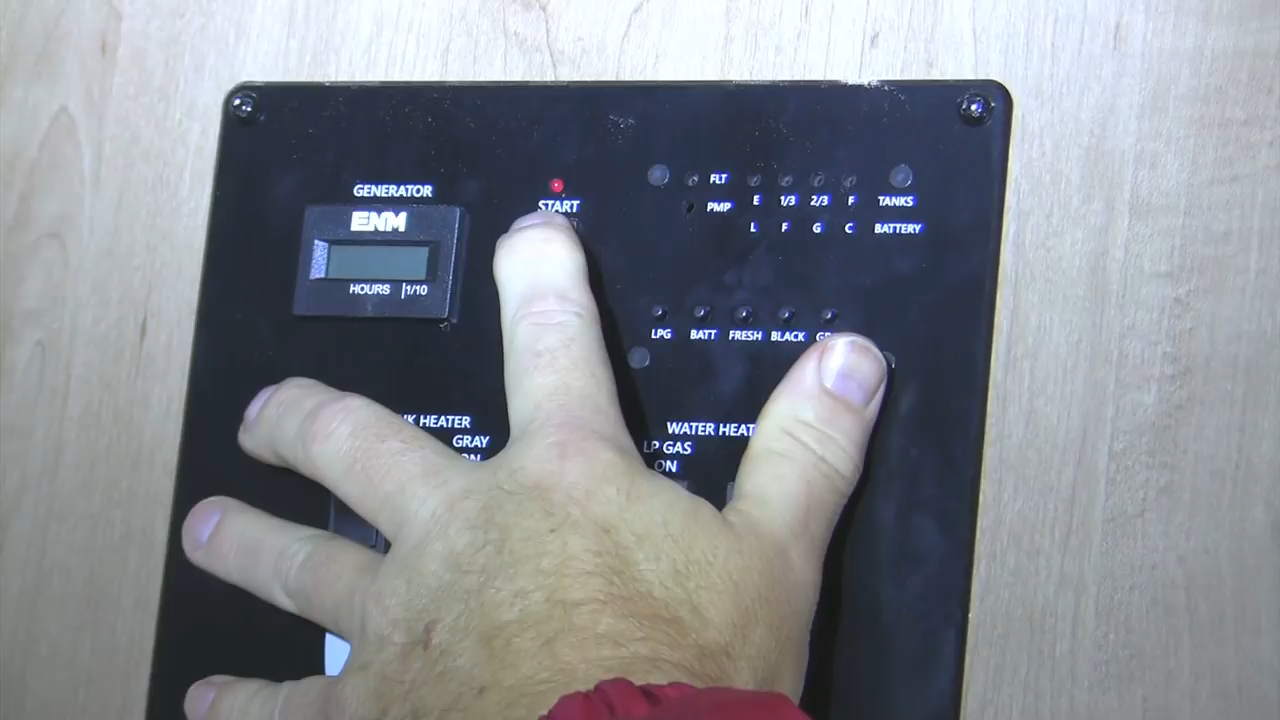 GENERATOR
ENM
HOURS 1/10
START
FLT
PMP
E 1/3 2/3 F TANKS
L F G C BATTERY
LPG BATT FRESH BLACK
HEATER
GRAY
WATER
LP GAS
ON